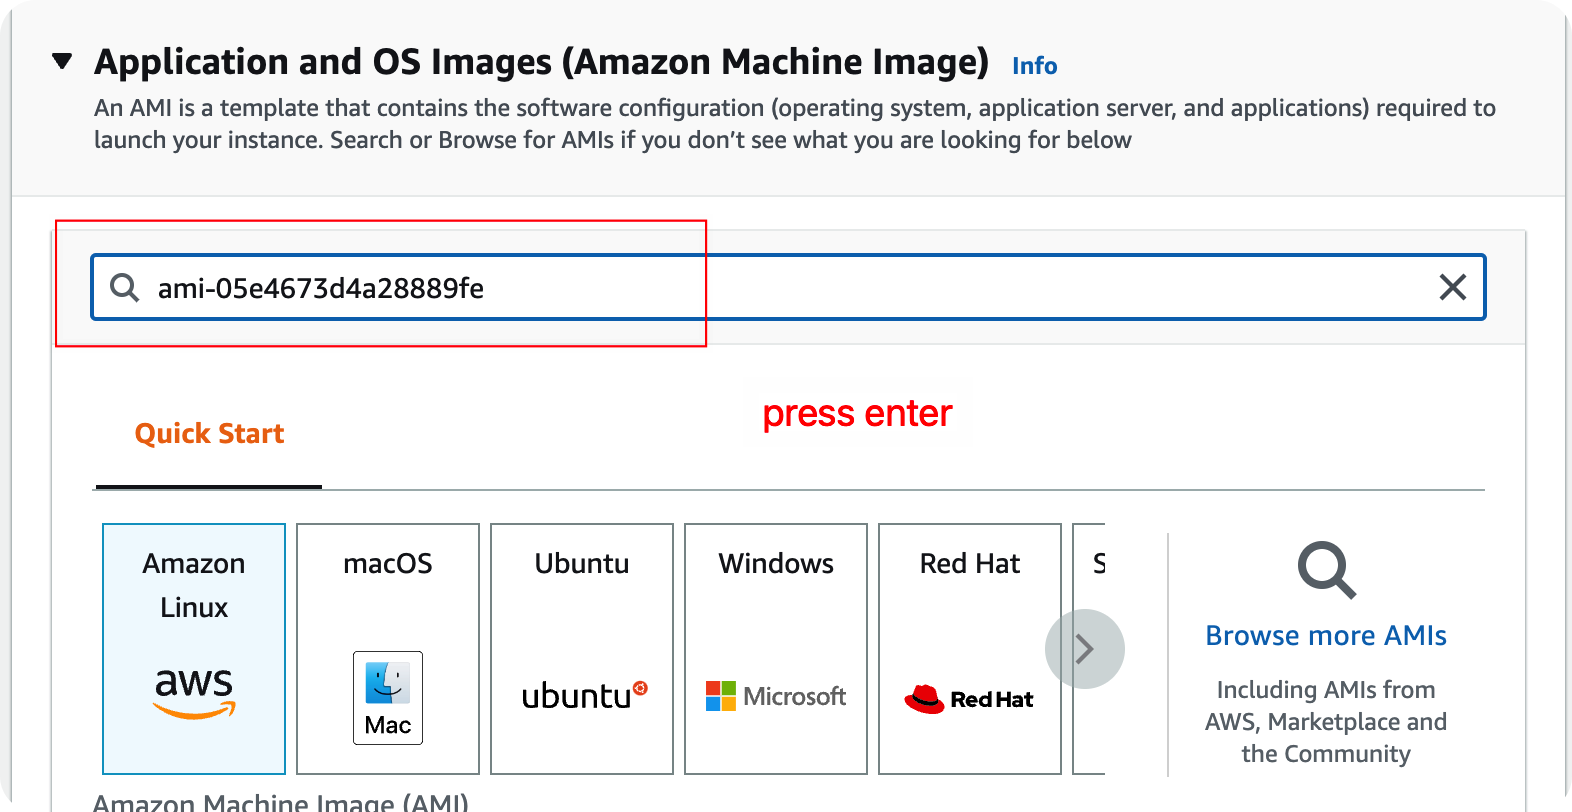 Application and OS Images (Amazon Machine Image) Info
An AMI is a template that contains the software configuration (operating system, application server, and applications) required to
launch your instance. Search or Browse for AMIs if you don’t see what you are looking for below
ami-05e4673d4a28889fe
press enter
Quick Start
Amazon
Linux
aws
macOS
Mac
Ubuntu
ubuntu
Windows
Microsoft
Red Hat
Red Hat
S
Browse more AMIs
Including AMIs from
AWS, Marketplace and
the Community
Amazon Machine Image (AMI)